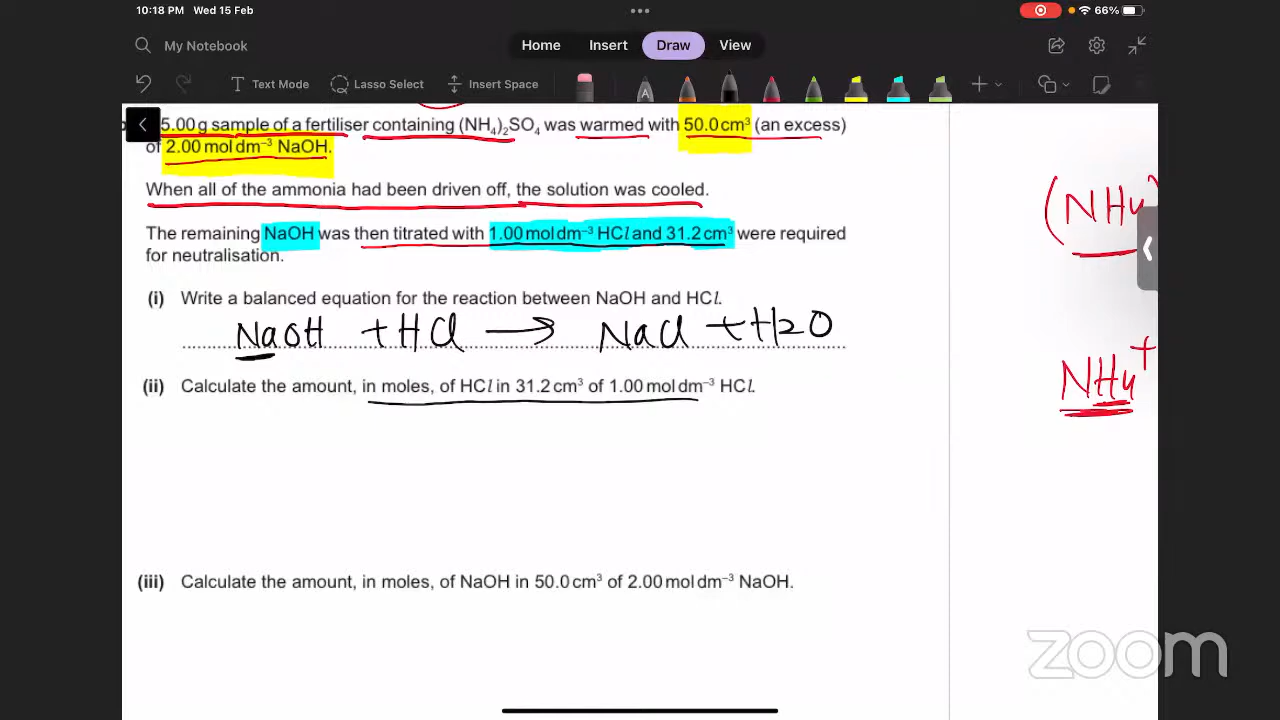 10:18 PM Wed 15 Feb
66%
My Notebook
Home Insert Draw View
Text Mode Lasso Select Insert Space
A
5.00 g sample of a fertiliser containing (NH₄)₂SO₄ was warmed with 50.0 cm³ (an excess)
of 2.00 mol dm⁻³ NaOH.
When all of the ammonia had been driven off, the solution was cooled.
The remaining NaOH was then titrated with 1.00 mol dm⁻³ HCl and 31.2 cm³ were required
for neutralisation.
(i) Write a balanced equation for the reaction between NaOH and HCl.
NaOH + HCl → NaCl + H2O
(ii) Calculate the amount, in moles, of HCl in 31.2 cm³ of 1.00 mol dm⁻³ HCl.
(iii) Calculate the amount, in moles, of NaOH in 50.0 cm³ of 2.00 mol dm⁻³ NaOH.
(NH4
NH4+
zoom